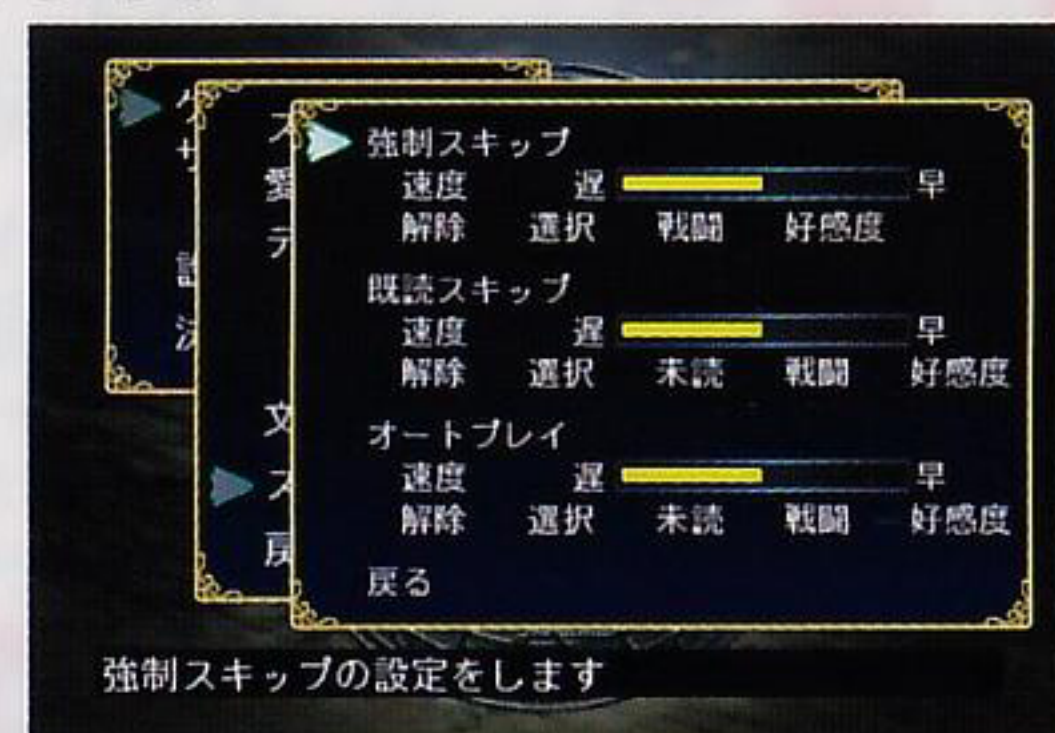 強制スキップ
速度 遅 早
解除 選択 戦闘 好感度
既読スキップ
速度 遅 早
解除 選択 未読 戦闘 好感度
オートプレイ
速度 遅 早
解除 選択 未読 戦闘 好感度
戻る
強制スキップの設定をします